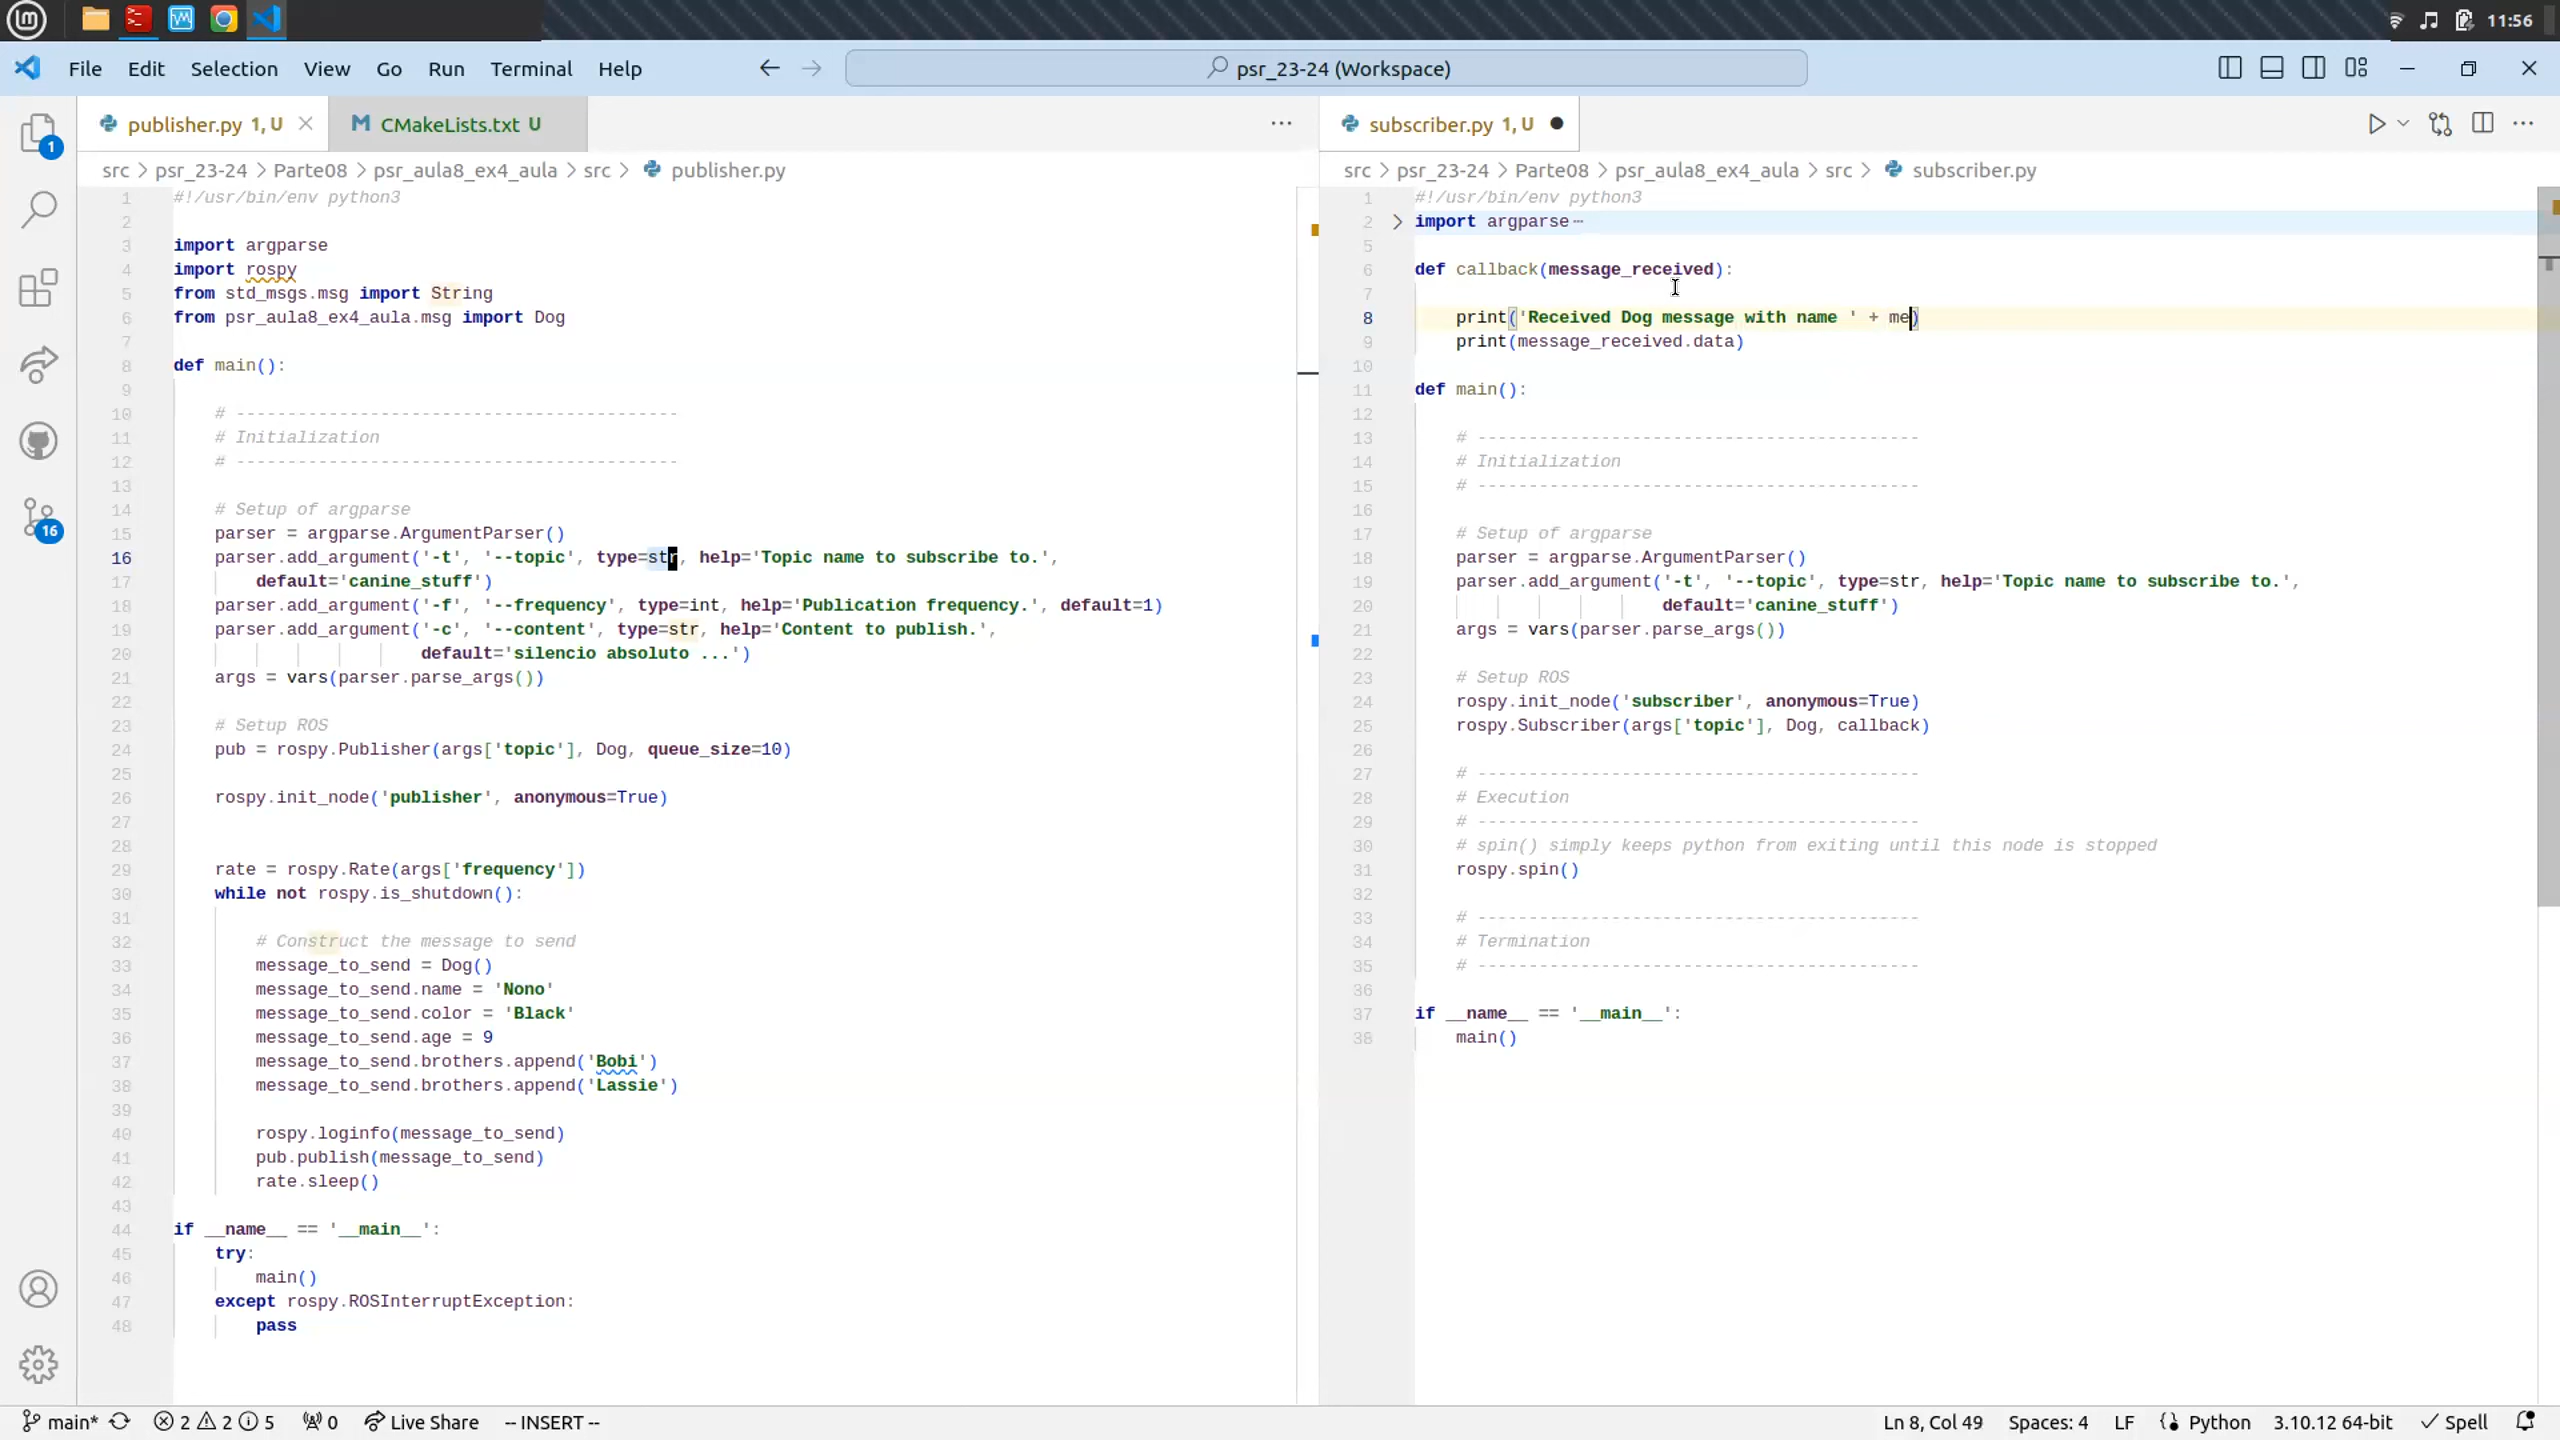 11:56
File Edit Selection View Go Run Terminal Help
psr_23-24 (Workspace)
publisher.py 1, U
CMakeLists.txt U
src > psr_23-24 > Parte08 > psr_aula8_ex4_aula > src > publisher.py
1 #!/usr/bin/env python3
2
3 import argparse
4 import rospy
5 from std_msgs.msg import String
6 from psr_aula8_ex4_aula.msg import Dog
7
8 def main():
9
10 # -------------------------------------------
11 # Initialization
12 # -------------------------------------------
13
14 # Setup of argparse
15 parser = argparse.ArgumentParser()
16 parser.add_argument('-t', '--topic', type=str, help='Topic name to subscribe to.',
17 default='canine_stuff')
18 parser.add_argument('-f', '--frequency', type=int, help='Publication frequency.', default=1)
19 parser.add_argument('-c', '--content', type=str, help='Content to publish.',
20 default='silencio absoluto ...')
21 args = vars(parser.parse_args())
22
23 # Setup ROS
24 pub = rospy.Publisher(args['topic'], Dog, queue_size=10)
25
26 rospy.init_node('publisher', anonymous=True)
27
28
29 rate = rospy.Rate(args['frequency'])
30 while not rospy.is_shutdown():
31
32 # Construct the message to send
33 message_to_send = Dog()
34 message_to_send.name = 'Nono'
35 message_to_send.color = 'Black'
36 message_to_send.age = 9
37 message_to_send.brothers.append('Bobi')
38 message_to_send.brothers.append('Lassie')
39
40 rospy.loginfo(message_to_send)
41 pub.publish(message_to_send)
42 rate.sleep()
43
44 if __name__ == '__main__':
45 try:
46 main()
47 except rospy.ROSInterruptException:
48 pass
subscriber.py 1, U
src > psr_23-24 > Parte08 > psr_aula8_ex4_aula > src > subscriber.py
1 #!/usr/bin/env python3
2 import argparse ⋯
5
6 def callback(message_received):
7
8 print('Received Dog message with name ' + me)
9 print(message_received.data)
10
11 def main():
12
13 # -------------------------------------------
14 # Initialization
15 # -------------------------------------------
16
17 # Setup of argparse
18 parser = argparse.ArgumentParser()
19 parser.add_argument('-t', '--topic', type=str, help='Topic name to subscribe to.',
20 default='canine_stuff')
21 args = vars(parser.parse_args())
22
23 # Setup ROS
24 rospy.init_node('subscriber', anonymous=True)
25 rospy.Subscriber(args['topic'], Dog, callback)
26
27 # -------------------------------------------
28 # Execution
29 # -------------------------------------------
30 # spin() simply keeps python from exiting until this node is stopped
31 rospy.spin()
32
33 # -------------------------------------------
34 # Termination
35 # -------------------------------------------
36
37 if __name__ == '__main__':
38 main()
1
16
main* 2 2 5 0 Live Share -- INSERT -- Ln 8, Col 49 Spaces: 4 LF Python 3.10.12 64-bit Spell